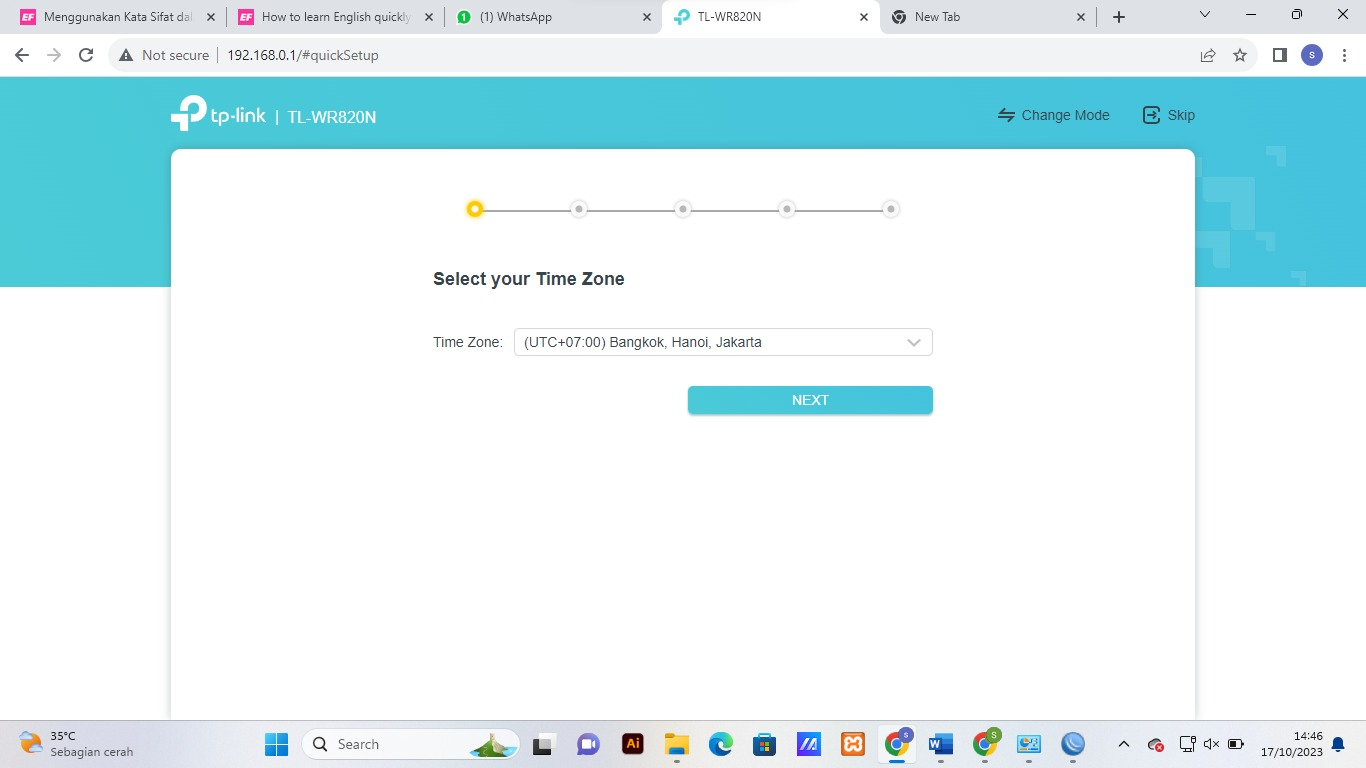 Menggunakan Kata Sifat dal
How to learn English quickly
(1) WhatsApp
TL-WR820N
New Tab
Not secure
192.168.0.1/#quickSetup
S
tp-link | TL-WR820N
Change Mode
Skip
Select your Time Zone
Time Zone:
(UTC+07:00) Bangkok, Hanoi, Jakarta
NEXT
35°C
Sebagian cerah
Search
Ai
14:46
17/10/2023